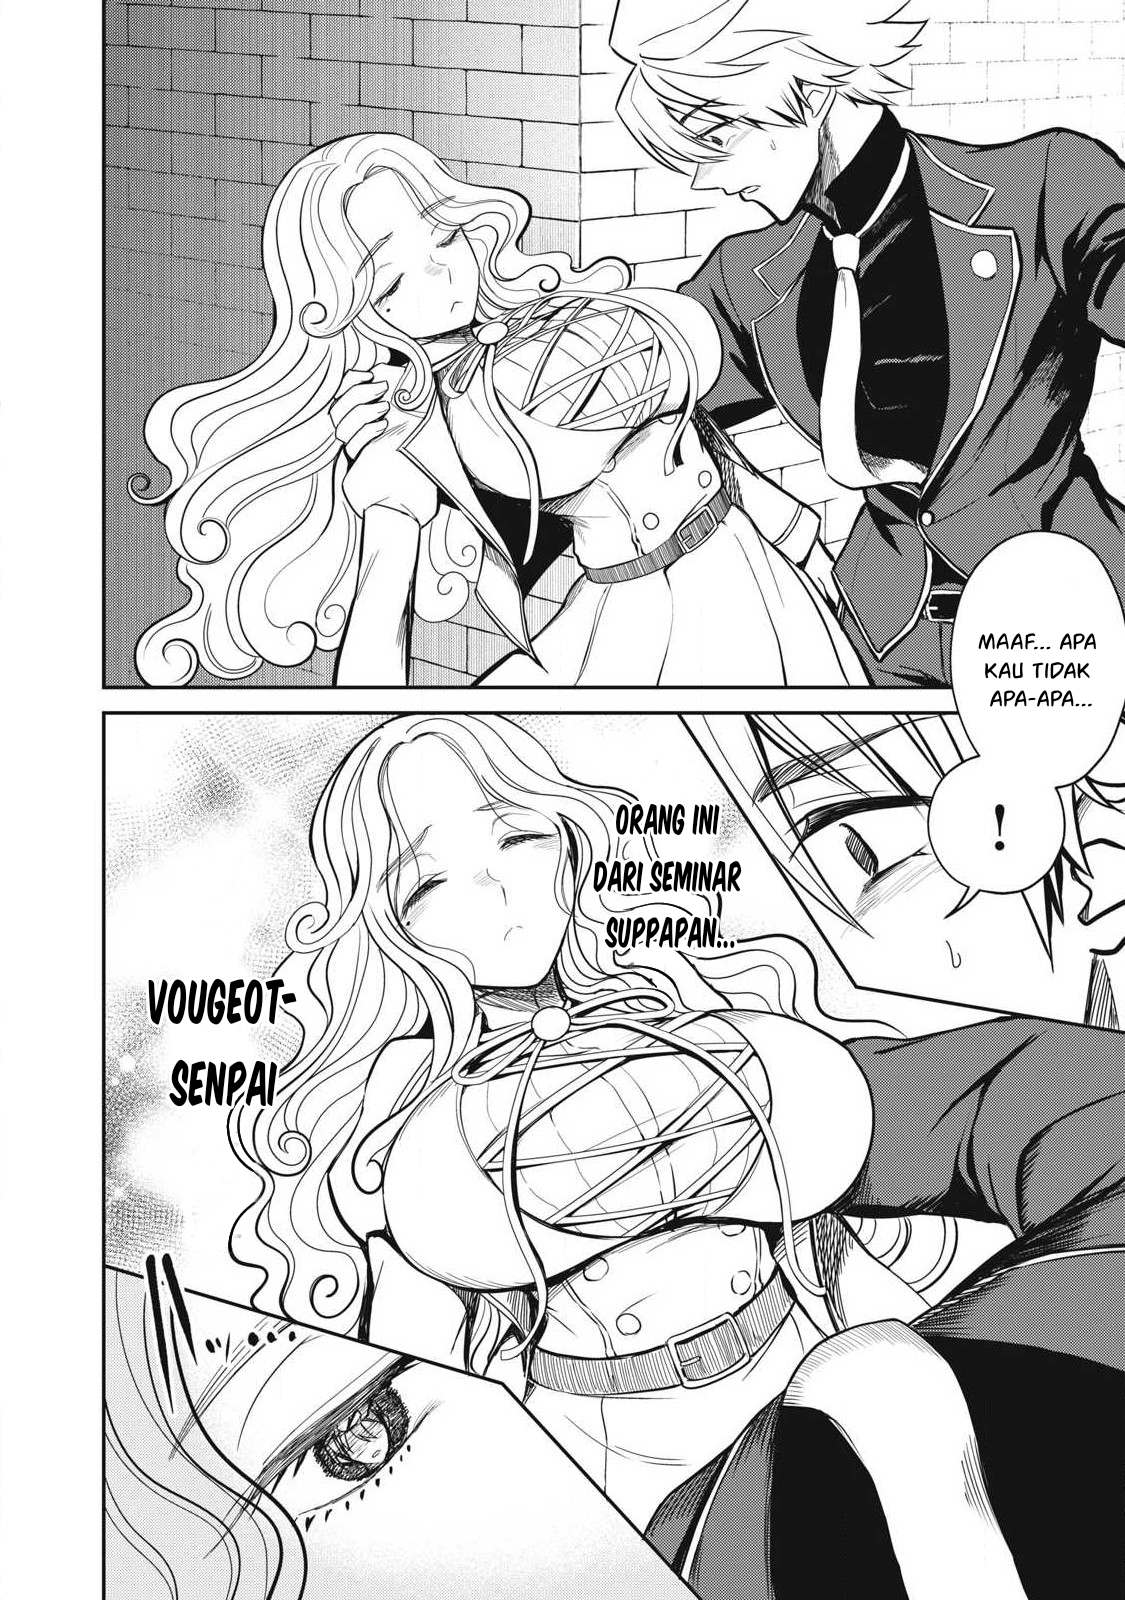 MAAF... APA
KAU TIDAK
APA-APA...
!
ORANG INI
DARI SEMINAR
SUPPAPAN...
VOUGEOT-
SENPAI